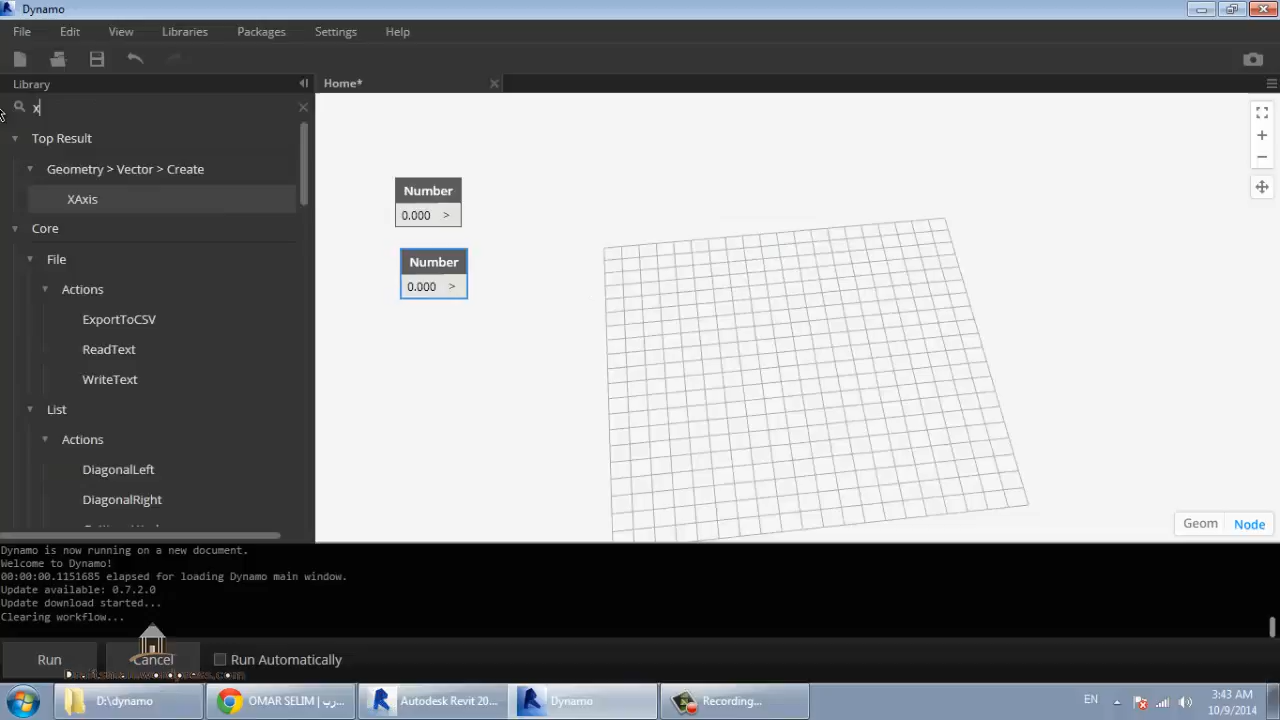 Dynamo
File Edit View Libraries Packages Settings Help
Library
Home*
x
Top Result
Geometry > Vector > Create
XAxis
Core
File
Actions
ExportToCSV
ReadText
WriteText
List
Actions
DiagonalLeft
DiagonalRight
Number
0.000 >
Number
0.000 >
Geom Node
Dynamo is now running on a new document.
Welcome to Dynamo!
00:00:00.1151685 elapsed for loading Dynamo main window.
Update available: 0.7.2.0
Update download started...
Clearing workflow...
Run Cancel Run Automatically
D:\dynamo
OMAR SELIM | رب...
Autodesk Revit 20...
Dynamo
Recording...
EN
3:43 AM
10/9/2014